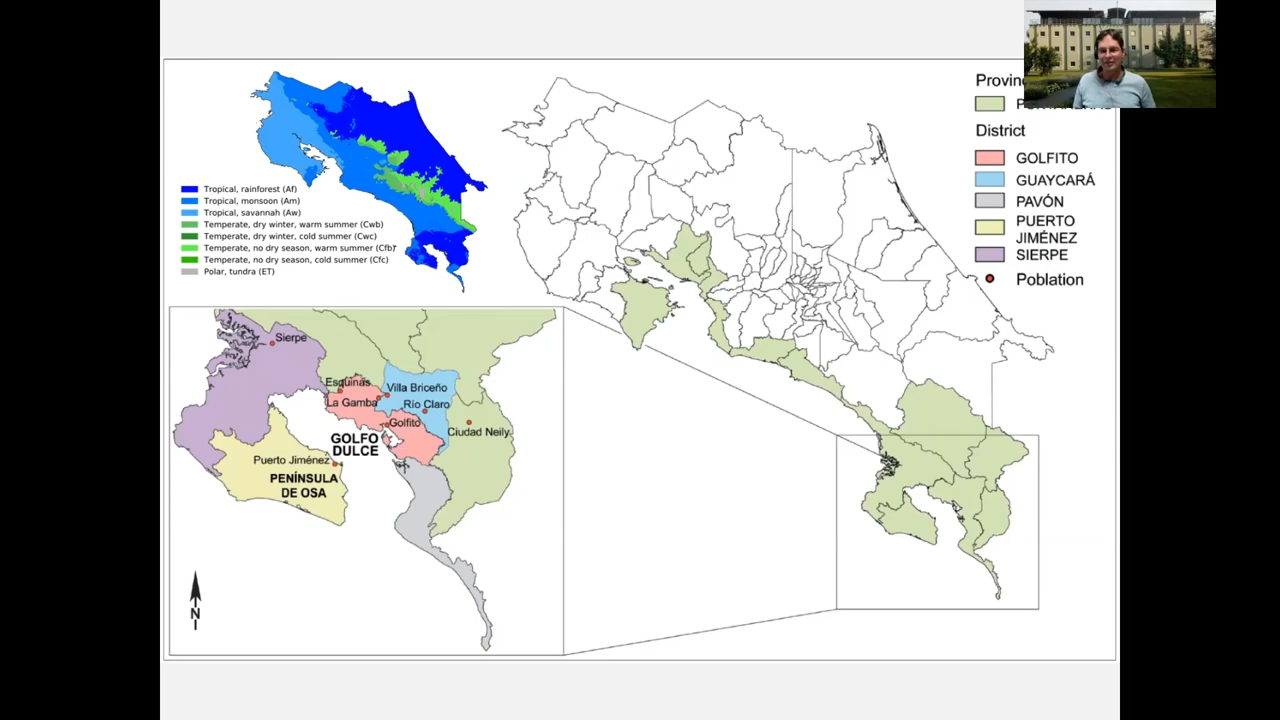 Tropical, rainforest (Af)
Tropical, monsoon (Am)
Tropical, savannah (Aw)
Temperate, dry winter, warm summer (Cwb)
Temperate, dry winter, cold summer (Cwc)
Temperate, no dry season, warm summer (Cfb)
Temperate, no dry season, cold summer (Cfc)
Polar, tundra (ET)
District
GOLFITO
GUAYCARÁ
PAVÓN
PUERTO
JIMÉNEZ
SIERPE
Poblation
Sierpe
Esquinas
Villa Briceño
La Gamba
Río Claro
Golfito
Ciudad Neily
GOLFO
DULCE
Puerto Jiménez
PENÍNSULA
DE OSA
N